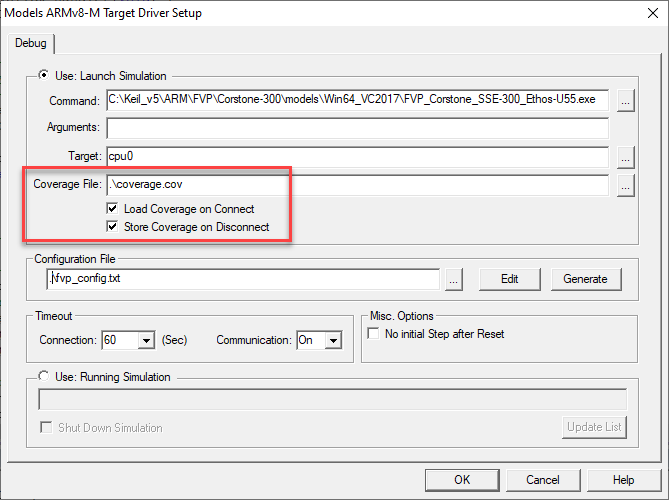 Models ARMv8-M Target Driver Setup
Debug
Use: Launch Simulation
Command: C:\Keil_v5\ARM\FVP\Corstone-300\models\Win64_VC2017\FVP_Corstone_SSE-300_Ethos-U55.exe ...
Arguments:
Target: cpu0 ...
Coverage File: .\coverage.cov ...
Load Coverage on Connect
Store Coverage on Disconnect
Configuration File
.\fvp_config.txt ... Edit Generate
Timeout Misc. Options
Connection: 60 (Sec) Communication: On No initial Step after Reset
Use: Running Simulation
Shut Down Simulation Update List
OK Cancel Help